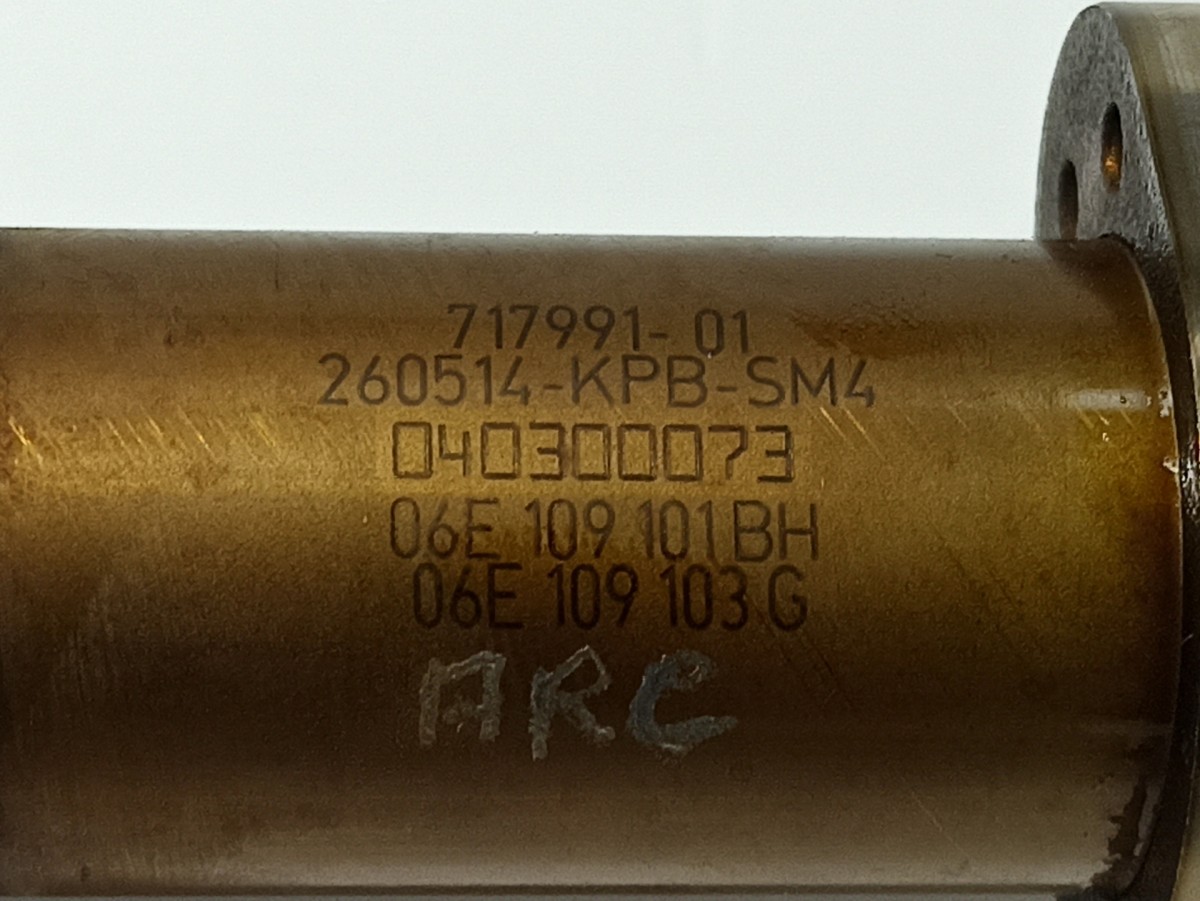 717991-01
260514-KPB-SM4
040300073
06E 109 101 BH
06E 109 103 G
ARC